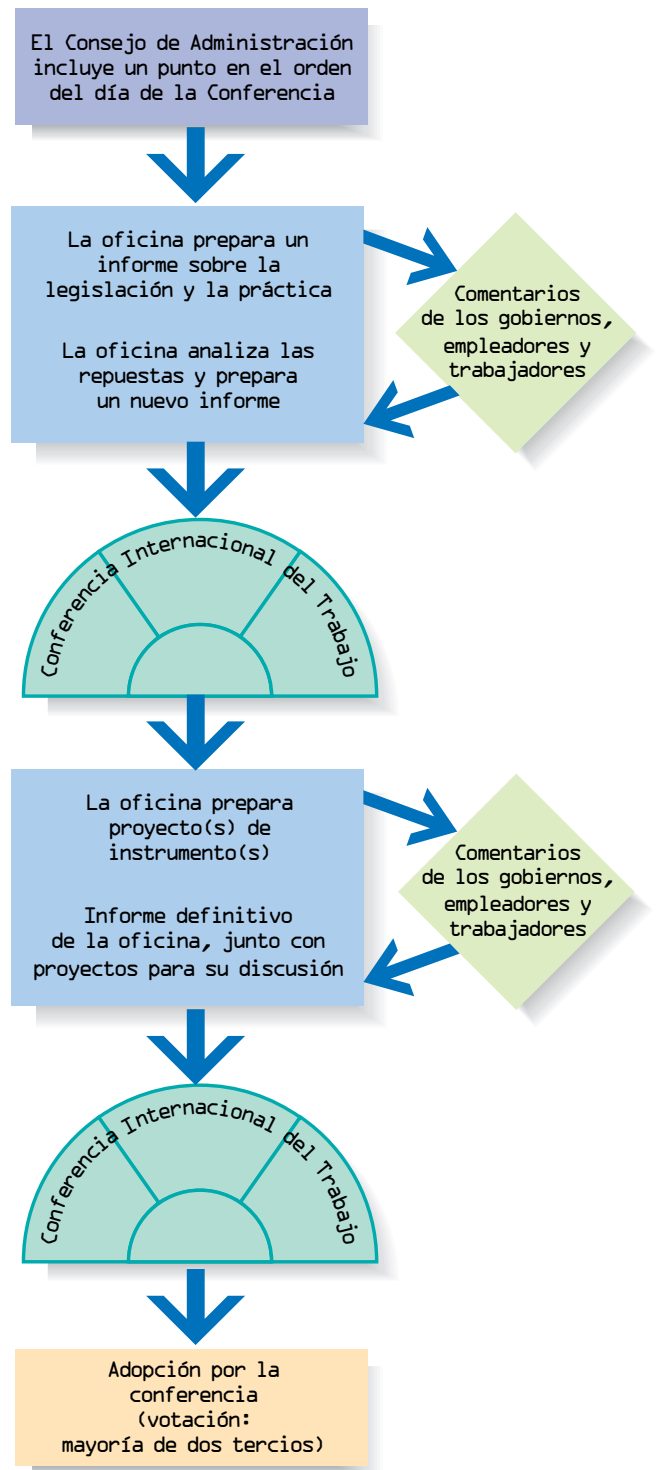 El Consejo de Administración
incluye un punto en el orden
del día de la Conferencia
La oficina prepara un
informe sobre la
legislación y la práctica
La oficina analiza las
repuestas y prepara
un nuevo informe
Comentarios
de los gobiernos,
empleadores y
trabajadores
Conferencia Internacional del Trabajo
La oficina prepara
proyecto(s) de
instrumento(s)
Informe definitivo
de la oficina, junto con
proyectos para su discusión
Comentarios
de los gobiernos,
empleadores y
trabajadores
Conferencia Internacional del Trabajo
Adopción por la
conferencia
(votación:
mayoría de dos tercios)